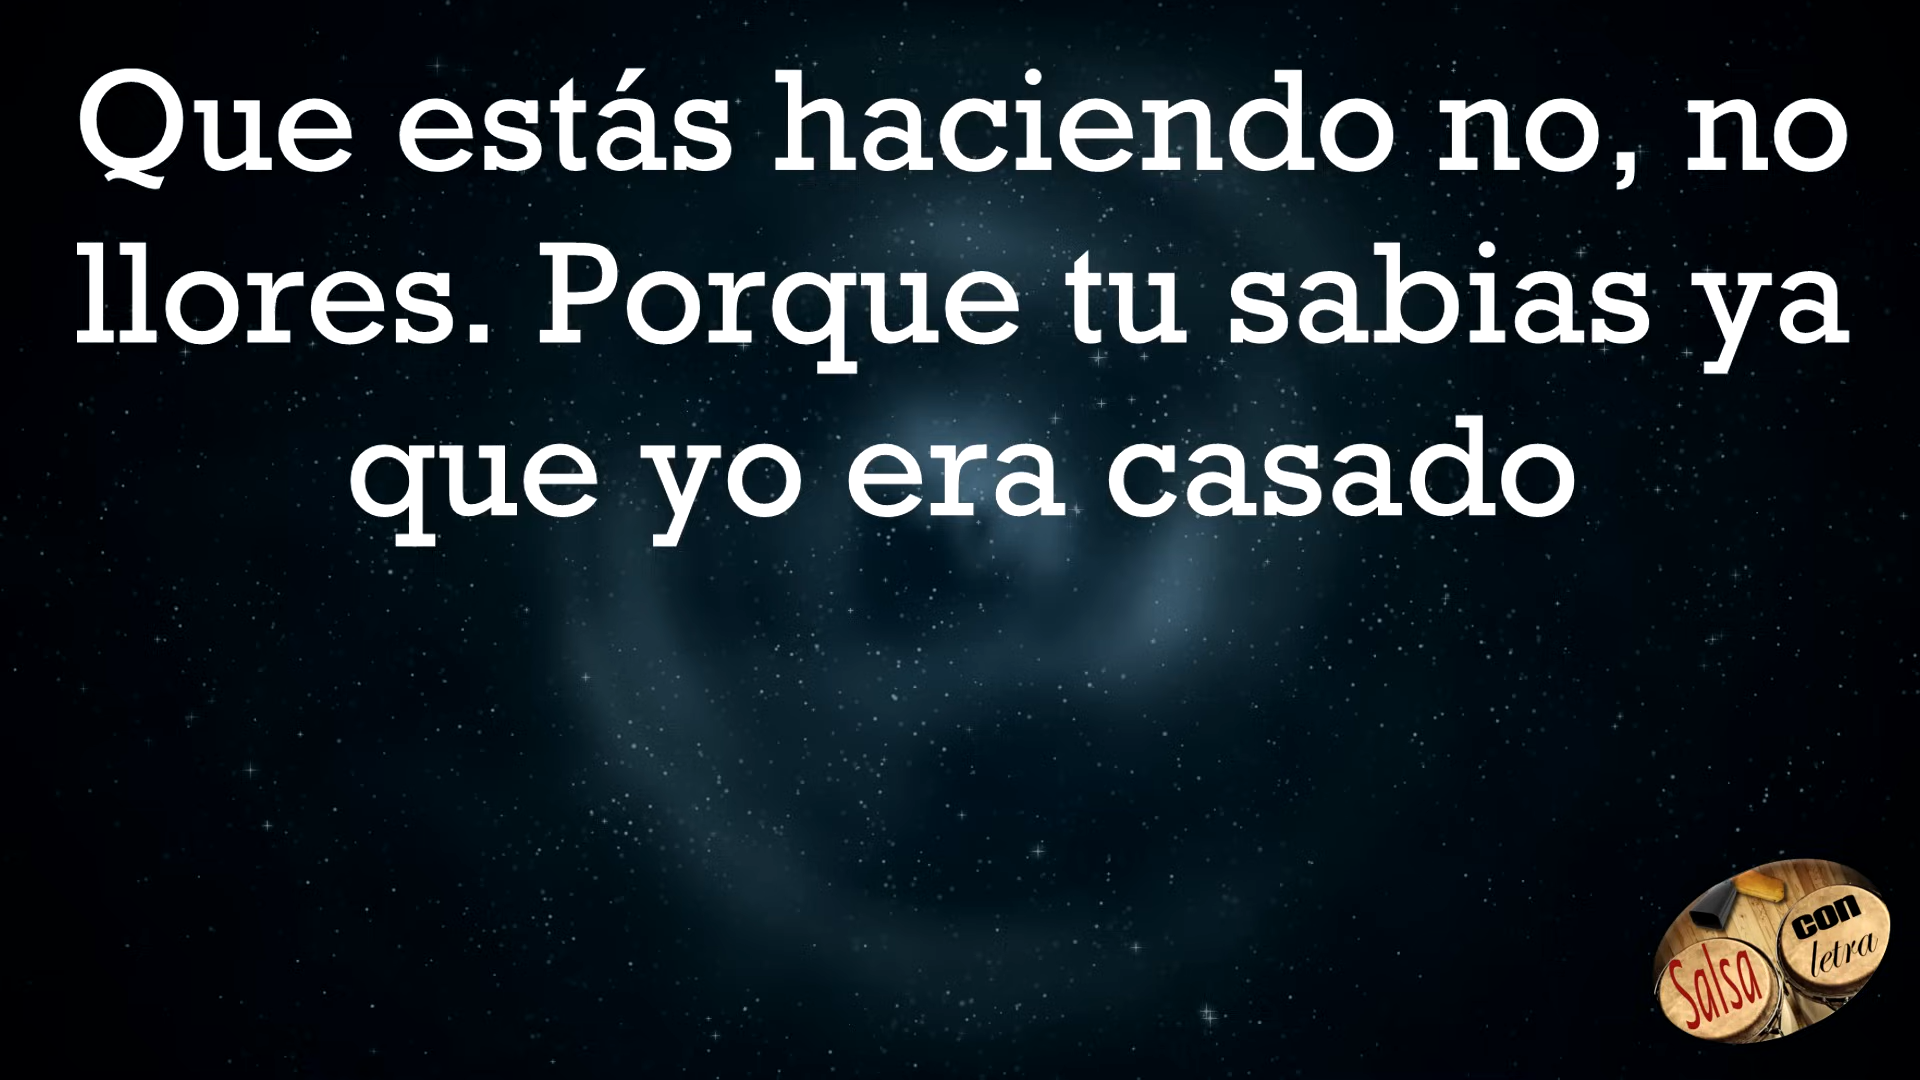 Que estás haciendo no, no
llores. Porque tu sabias ya
que yo era casado
con
letra
Salsa